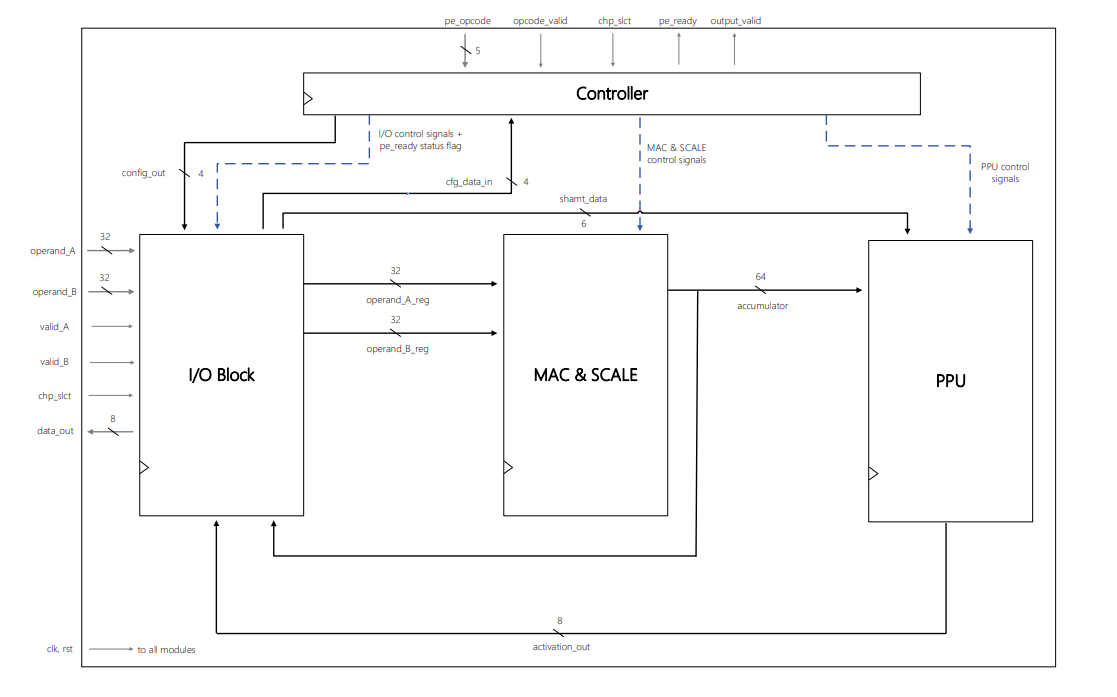 pe_opcode
opcode_valid
chp_slct
pe_ready
output_valid
5
Controller
I/O control signals +
pe_ready status flag
MAC & SCALE
control signals
PPU control
signals
config_out
4
cfg_data_in
4
shamt_data
6
32
operand_A
32
operand_B
valid_A
valid_B
chp_slct
8
data_out
I/O Block
32
operand_A_reg
32
operand_B_reg
MAC & SCALE
64
accumulator
PPU
8
activation_out
clk, rst
to all modules